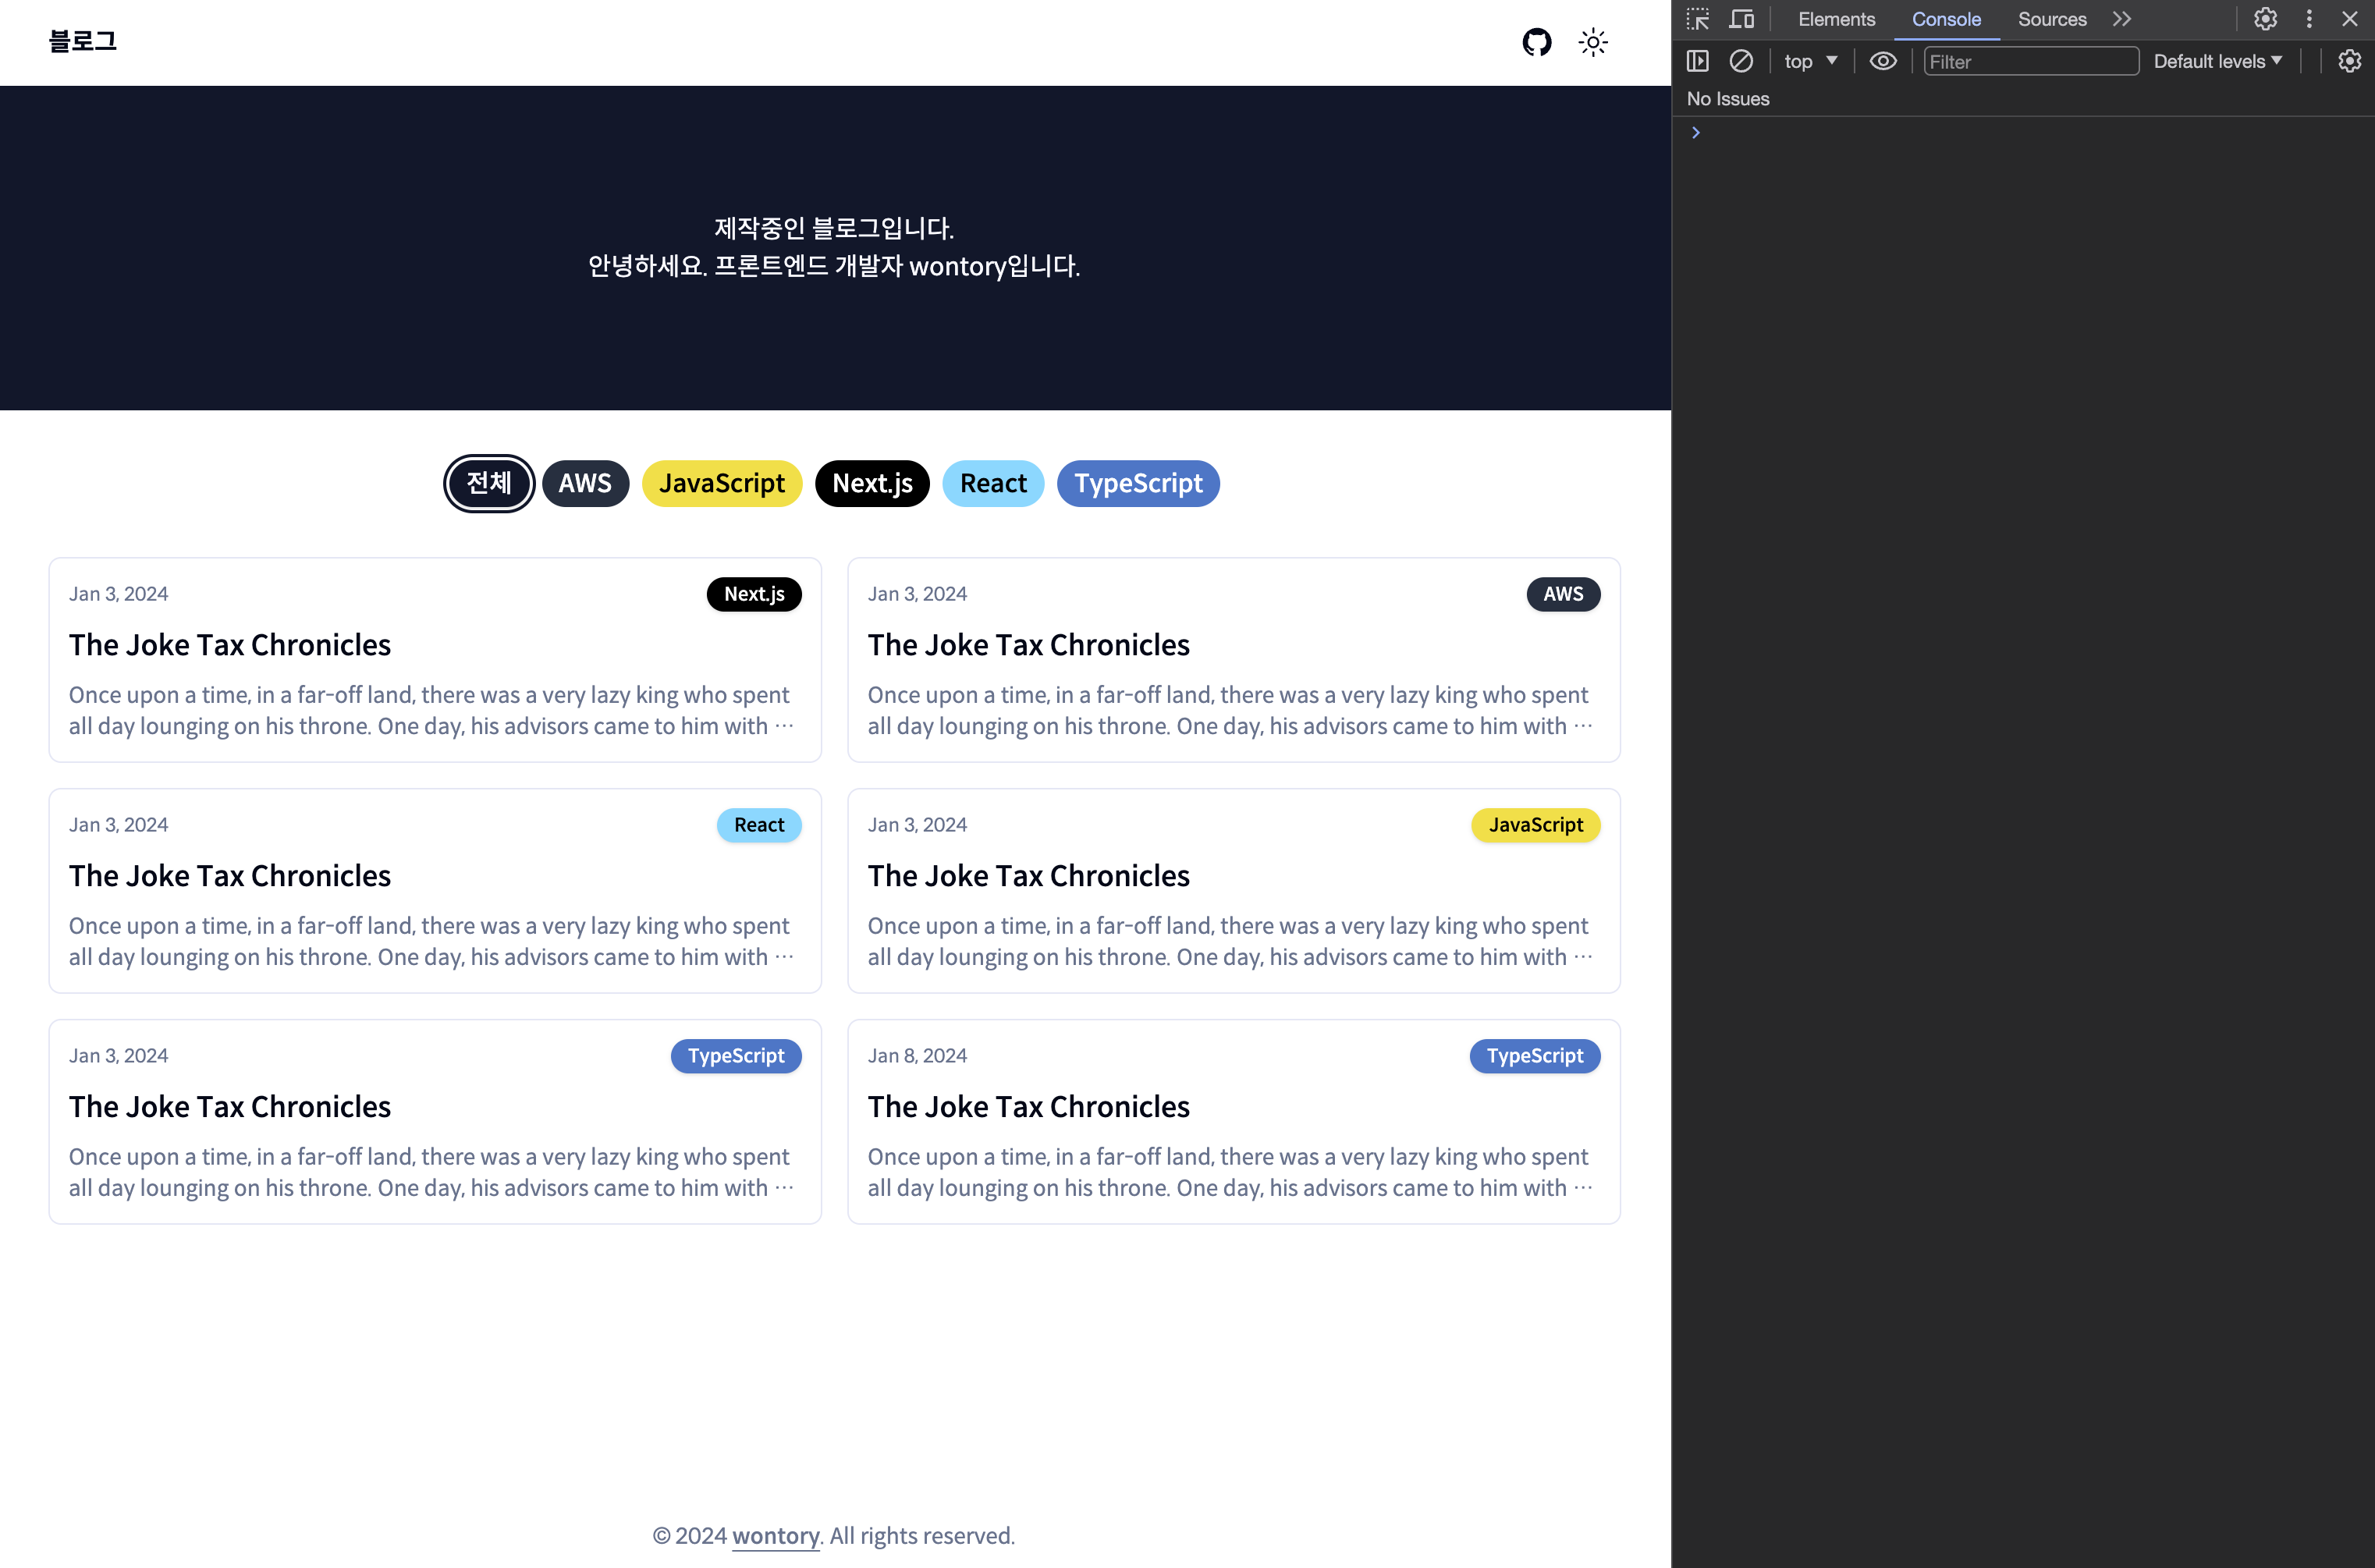 블로그
제작중인 블로그입니다.
안녕하세요. 프론트엔드 개발자 wontory입니다.
전체 AWS JavaScript Next.js React TypeScript
Jan 3, 2024 Next.js
The Joke Tax Chronicles
Once upon a time, in a far-off land, there was a very lazy king who spent
all day lounging on his throne. One day, his advisors came to him with …
Jan 3, 2024 AWS
The Joke Tax Chronicles
Once upon a time, in a far-off land, there was a very lazy king who spent
all day lounging on his throne. One day, his advisors came to him with …
Jan 3, 2024 React
The Joke Tax Chronicles
Once upon a time, in a far-off land, there was a very lazy king who spent
all day lounging on his throne. One day, his advisors came to him with …
Jan 3, 2024 JavaScript
The Joke Tax Chronicles
Once upon a time, in a far-off land, there was a very lazy king who spent
all day lounging on his throne. One day, his advisors came to him with …
Jan 3, 2024 TypeScript
The Joke Tax Chronicles
Once upon a time, in a far-off land, there was a very lazy king who spent
all day lounging on his throne. One day, his advisors came to him with …
Jan 8, 2024 TypeScript
The Joke Tax Chronicles
Once upon a time, in a far-off land, there was a very lazy king who spent
all day lounging on his throne. One day, his advisors came to him with …
© 2024 wontory. All rights reserved.
Elements Console Sources
top Filter Default levels
No Issues